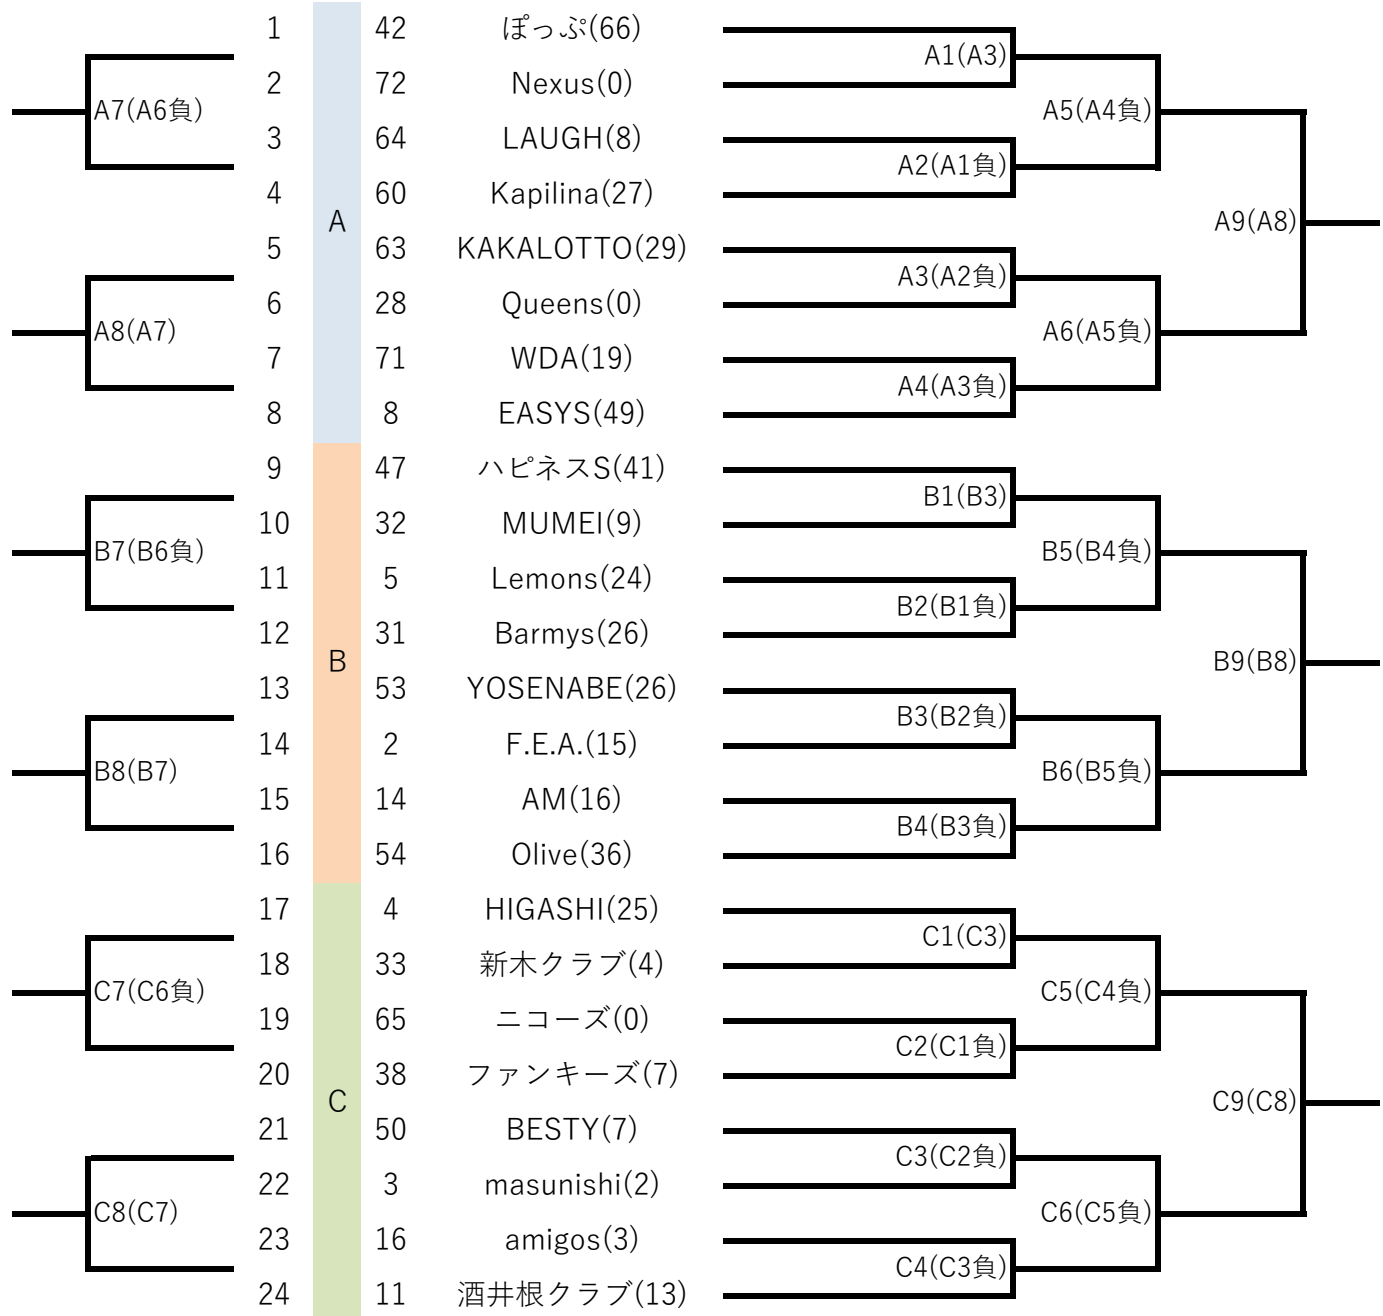 1 42 ぽっぷ(66)
A1(A3)
2 72 Nexus(0)
A7(A6負) A5(A4負)
3 64 LAUGH(8)
A2(A1負)
4 60 Kapilina(27)
A A9(A8)
5 63 KAKALOTTO(29)
A3(A2負)
6 28 Queens(0)
A8(A7) A6(A5負)
7 71 WDA(19)
A4(A3負)
8 8 EASYS(49)
9 47 ハピネスS(41)
B1(B3)
10 32 MUMEI(9)
B7(B6負) B5(B4負)
11 5 Lemons(24)
B2(B1負)
12 31 Barmys(26)
B B9(B8)
13 53 YOSENABE(26)
B3(B2負)
14 2 F.E.A.(15)
B8(B7) B6(B5負)
15 14 AM(16)
B4(B3負)
16 54 Olive(36)
17 4 HIGASHI(25)
C1(C3)
18 33 新木クラブ(4)
C7(C6負) C5(C4負)
19 65 ニコーズ(0)
C2(C1負)
20 38 ファンキーズ(7)
C C9(C8)
21 50 BESTY(7)
C3(C2負)
22 3 masunishi(2)
C8(C7) C6(C5負)
23 16 amigos(3)
C4(C3負)
24 11 酒井根クラブ(13)